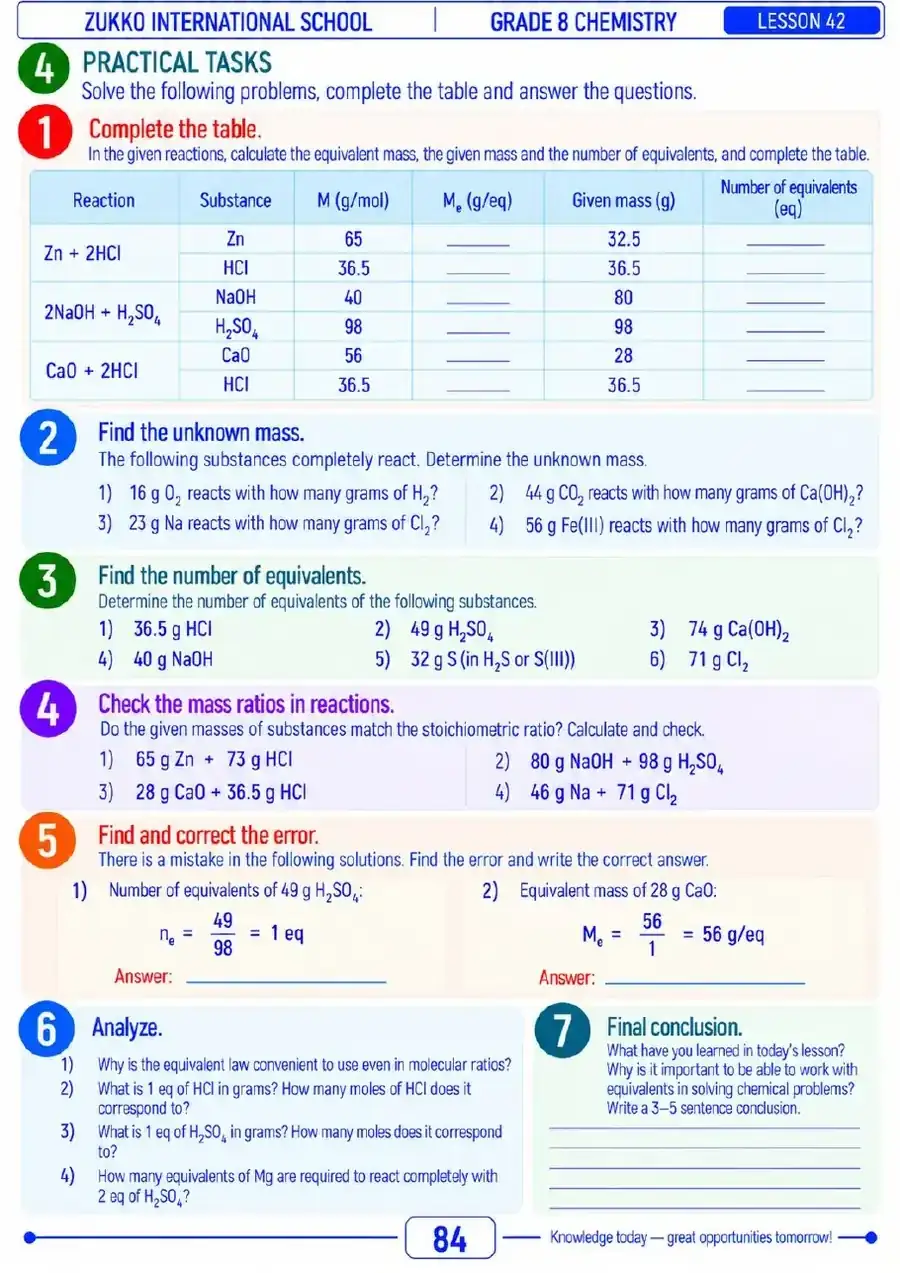 ZUKKO INTERNATIONAL SCHOOL | GRADE 8 CHEMISTRY LESSON 42
4 PRACTICAL TASKS
Solve the following problems, complete the table and answer the questions.
1 Complete the table.
In the given reactions, calculate the equivalent mass, the given mass and the number of equivalents, and complete the table.
Reaction Substance M (g/mol) Mₑ (g/eq) Given mass (g) Number of equivalents (eq)
Zn + 2HCl
Zn 65 ______ 32.5 ______
HCl 36.5 ______ 36.5 ______
2NaOH + H₂SO₄
NaOH 40 ______ 80 ______
H₂SO₄ 98 ______ 98 ______
CaO + 2HCl
CaO 56 ______ 28 ______
HCl 36.5 ______ 36.5 ______
2 Find the unknown mass.
The following substances completely react. Determine the unknown mass.
1) 16 g O₂ reacts with how many grams of H₂?
2) 44 g CO₂ reacts with how many grams of Ca(OH)₂?
3) 23 g Na reacts with how many grams of Cl₂?
4) 56 g Fe(III) reacts with how many grams of Cl₂?
3 Find the number of equivalents.
Determine the number of equivalents of the following substances.
1) 36.5 g HCl
2) 49 g H₂SO₄
3) 74 g Ca(OH)₂
4) 40 g NaOH
5) 32 g S (in H₂S or S(III))
6) 71 g Cl₂
4 Check the mass ratios in reactions.
Do the given masses of substances match the stoichiometric ratio? Calculate and check.
1) 65 g Zn + 73 g HCl
2) 80 g NaOH + 98 g H₂SO₄
3) 28 g CaO + 36.5 g HCl
4) 46 g Na + 71 g Cl₂
5 Find and correct the error.
There is a mistake in the following solutions. Find the error and write the correct answer.
1) Number of equivalents of 49 g H₂SO₄:
nₑ = 49/98 = 1 eq
Answer: ______
2) Equivalent mass of 28 g CaO:
Mₑ = 56/1 = 56 g/eq
Answer: ______
6 Analyze.
1) Why is the equivalent law convenient to use even in molecular ratios?
2) What is 1 eq of HCl in grams? How many moles of HCl does it
correspond to?
3) What is 1 eq of H₂SO₄ in grams? How many moles does it correspond
to?
4) How many equivalents of Mg are required to react completely with
2 eq of H₂SO₄?
7 Final conclusion.
What have you learned in today's lesson?
Why is it important to be able to work with
equivalents in solving chemical problems?
Write a 3–5 sentence conclusion.
84
Knowledge today — great opportunities tomorrow!